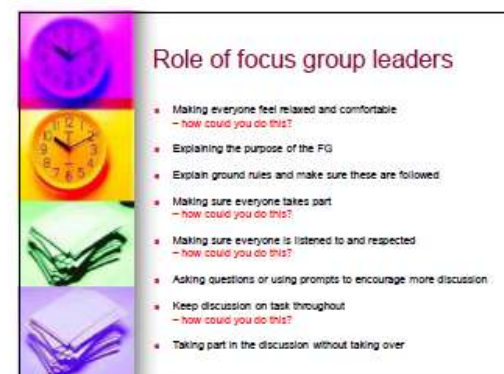 Role of focus group leaders
Making everyone feel relaxed and comfortable
– how could you do this?
Explaining the purpose of the FG
Explain ground rules and make sure these are followed
Making sure everyone takes part
– how could you do this?
Making sure everyone is listened to and respected
– how could you do this?
Asking questions or using prompts to encourage more discussion
Keep discussion on task throughout
– how could you do this?
Taking part in the discussion without taking over